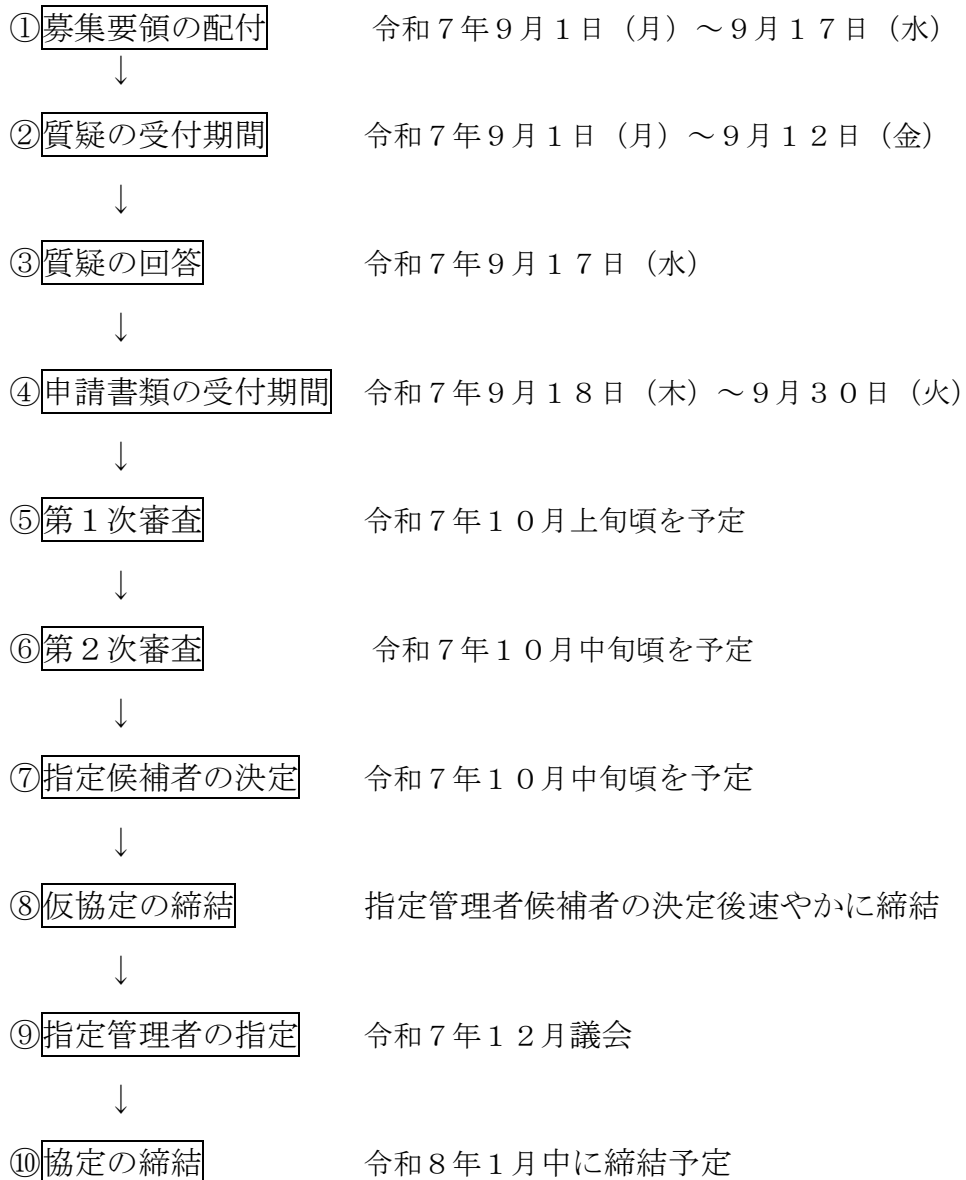 ①募集要領の配付 令和７年９月１日（月）～９月１７日（水）
↓
②質疑の受付期間 令和７年９月１日（月）～９月１２日（金）
↓
③質疑の回答 令和７年９月１７日（水）
↓
④申請書類の受付期間 令和７年９月１８日（木）～９月３０日（火）
↓
⑤第１次審査 令和７年１０月上旬頃を予定
↓
⑥第２次審査 令和７年１０月中旬頃を予定
↓
⑦指定候補者の決定 令和７年１０月中旬頃を予定
↓
⑧仮協定の締結 指定管理者候補者の決定後速やかに締結
↓
⑨指定管理者の指定 令和７年１２月議会
↓
⑩協定の締結 令和８年１月中に締結予定